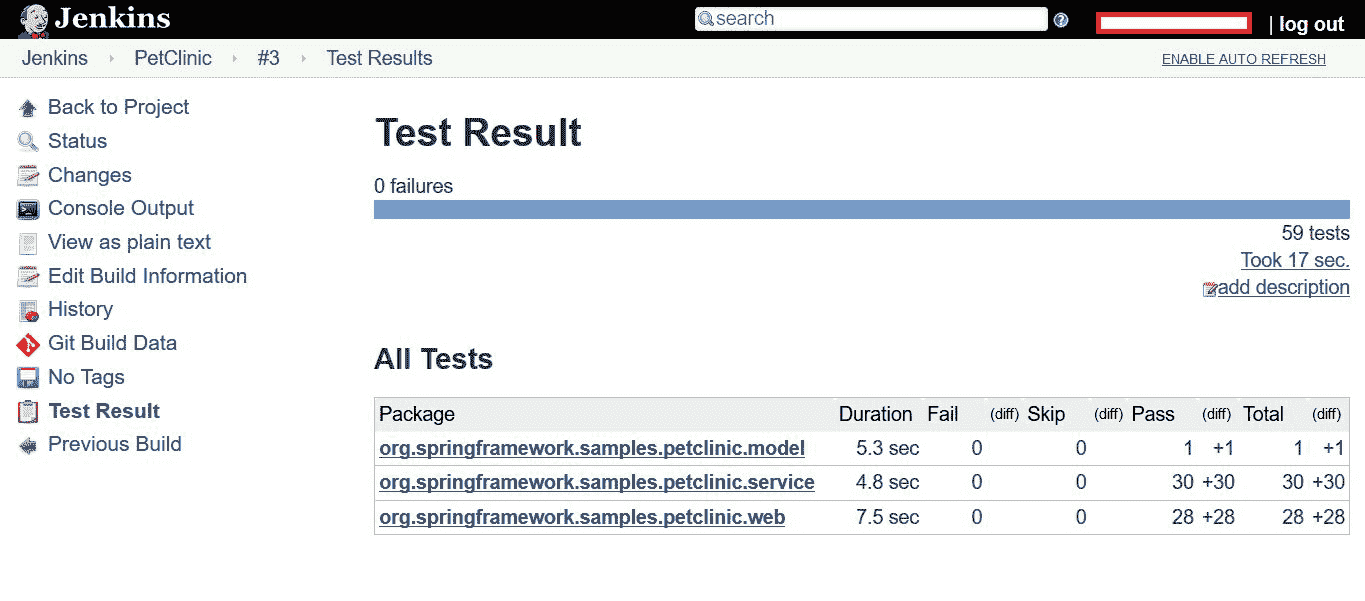 Jenkins
search
| log out
Jenkins PetClinic #3 Test Results
ENABLE AUTO REFRESH
Back to Project
Status
Changes
Console Output
View as plain text
Edit Build Information
History
Git Build Data
No Tags
Test Result
Previous Build
Test Result
0 failures
59 tests
Took 17 sec.
add description
All Tests
Package Duration Fail (diff) Skip (diff) Pass (diff) Total (diff)
org.springframework.samples.petclinic.model 5.3 sec 0 0 1 +1 1 +1
org.springframework.samples.petclinic.service 4.8 sec 0 0 30 +30 30 +30
org.springframework.samples.petclinic.web 7.5 sec 0 0 28 +28 28 +28